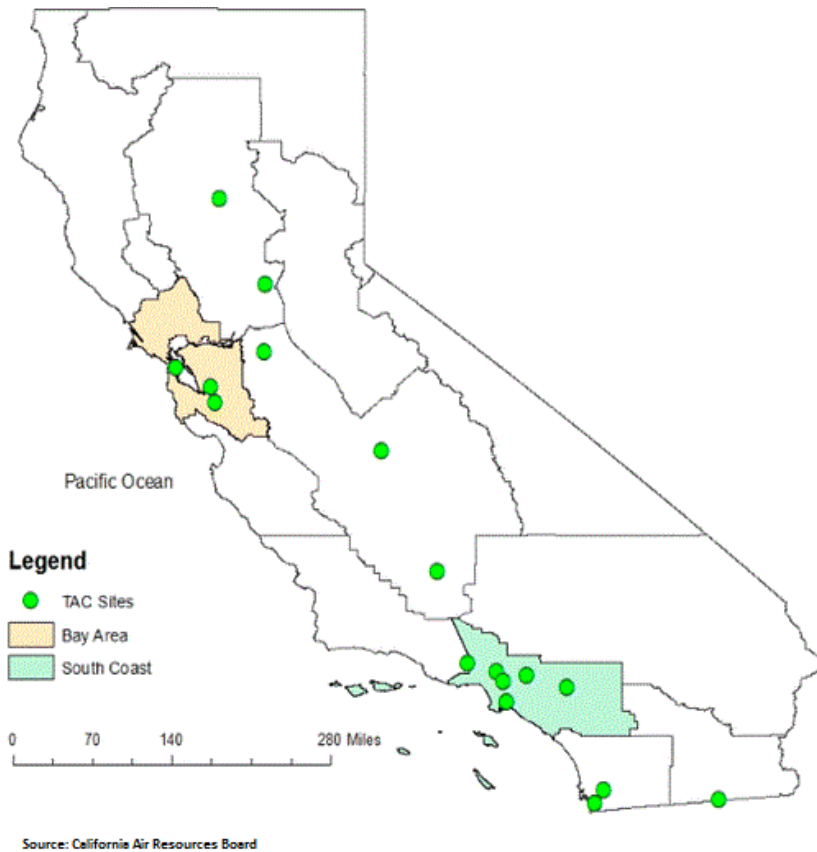 Pacific Ocean
Legend
TAC Sites
Bay Area
South Coast
0 70 140 280 Miles
Source: California Air Resources Board